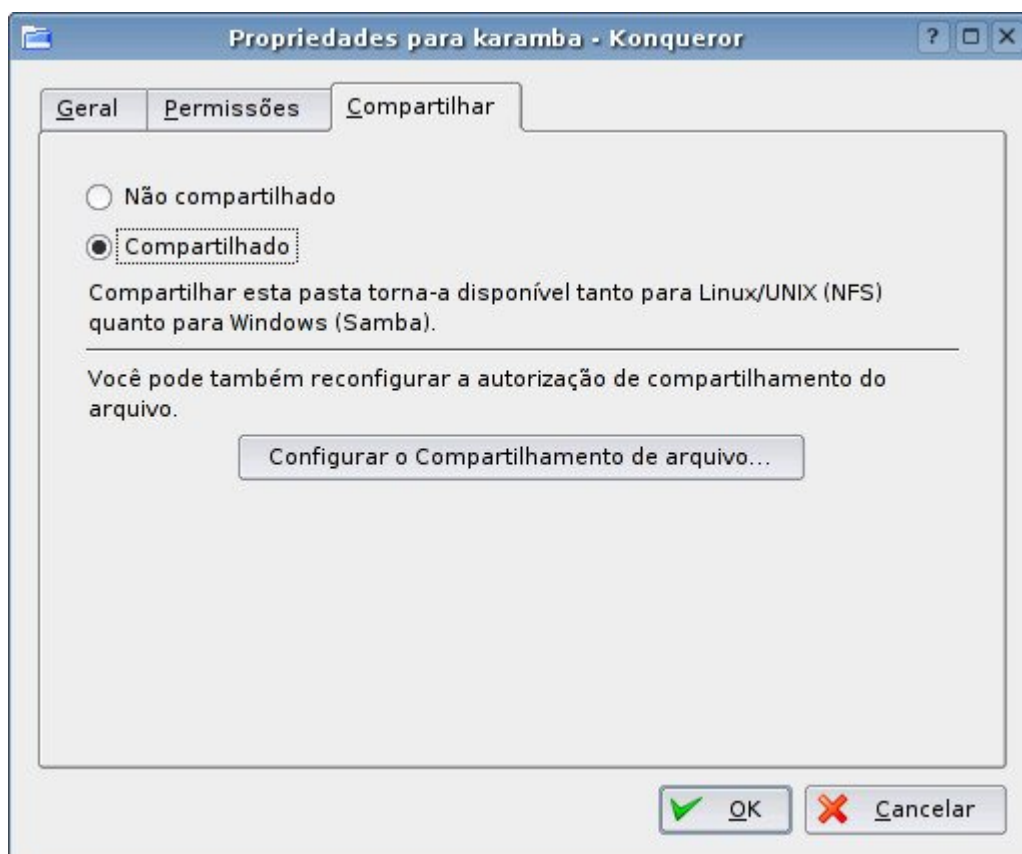 Propriedades para karamba - Konqueror
Geral
Permissões
Compartilhar
Não compartilhado
Compartilhado
Compartilhar esta pasta torna-a disponível tanto para Linux/UNIX (NFS)
quanto para Windows (Samba).
Você pode também reconfigurar a autorização de compartilhamento do
arquivo.
Configurar o Compartilhamento de arquivo...
OK
Cancelar